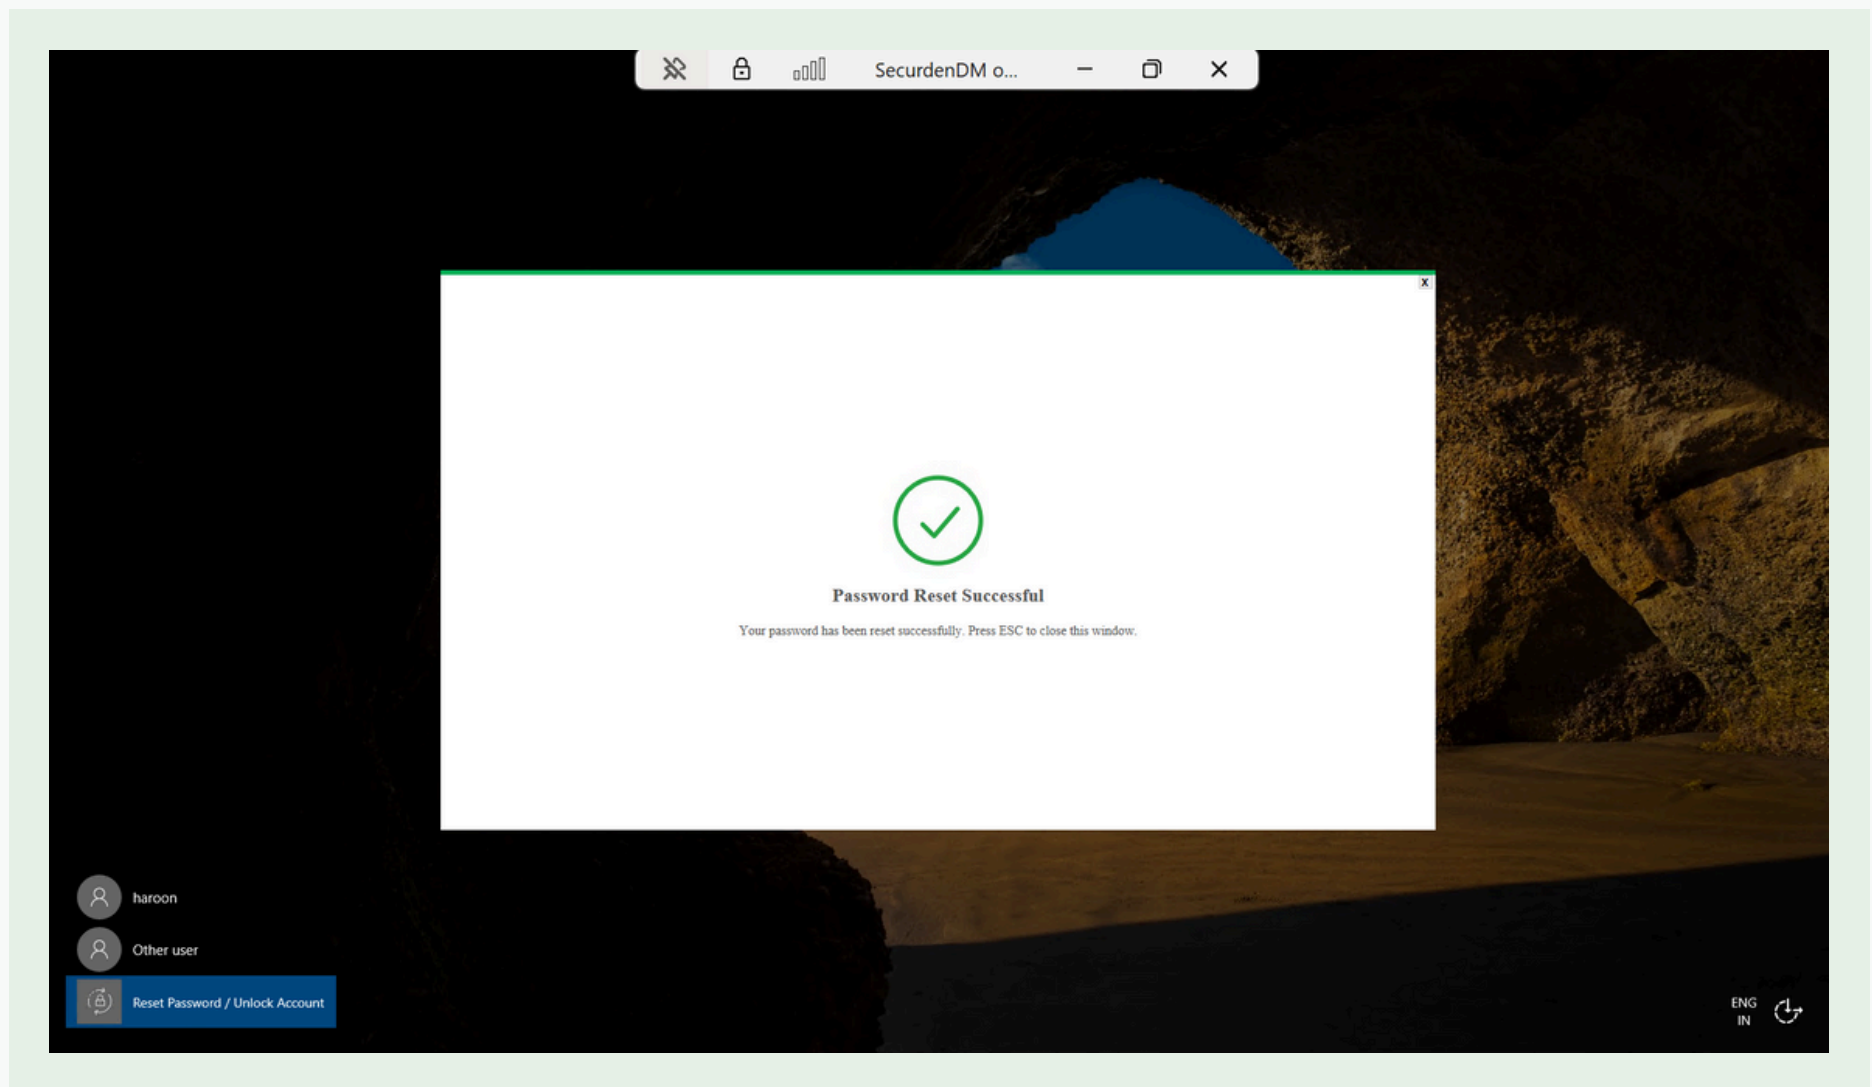 SecurdenDM o...
X
Password Reset Successful
Your password has been reset successfully. Press ESC to close this window.
haroon
Other user
Reset Password / Unlock Account
ENG
IN